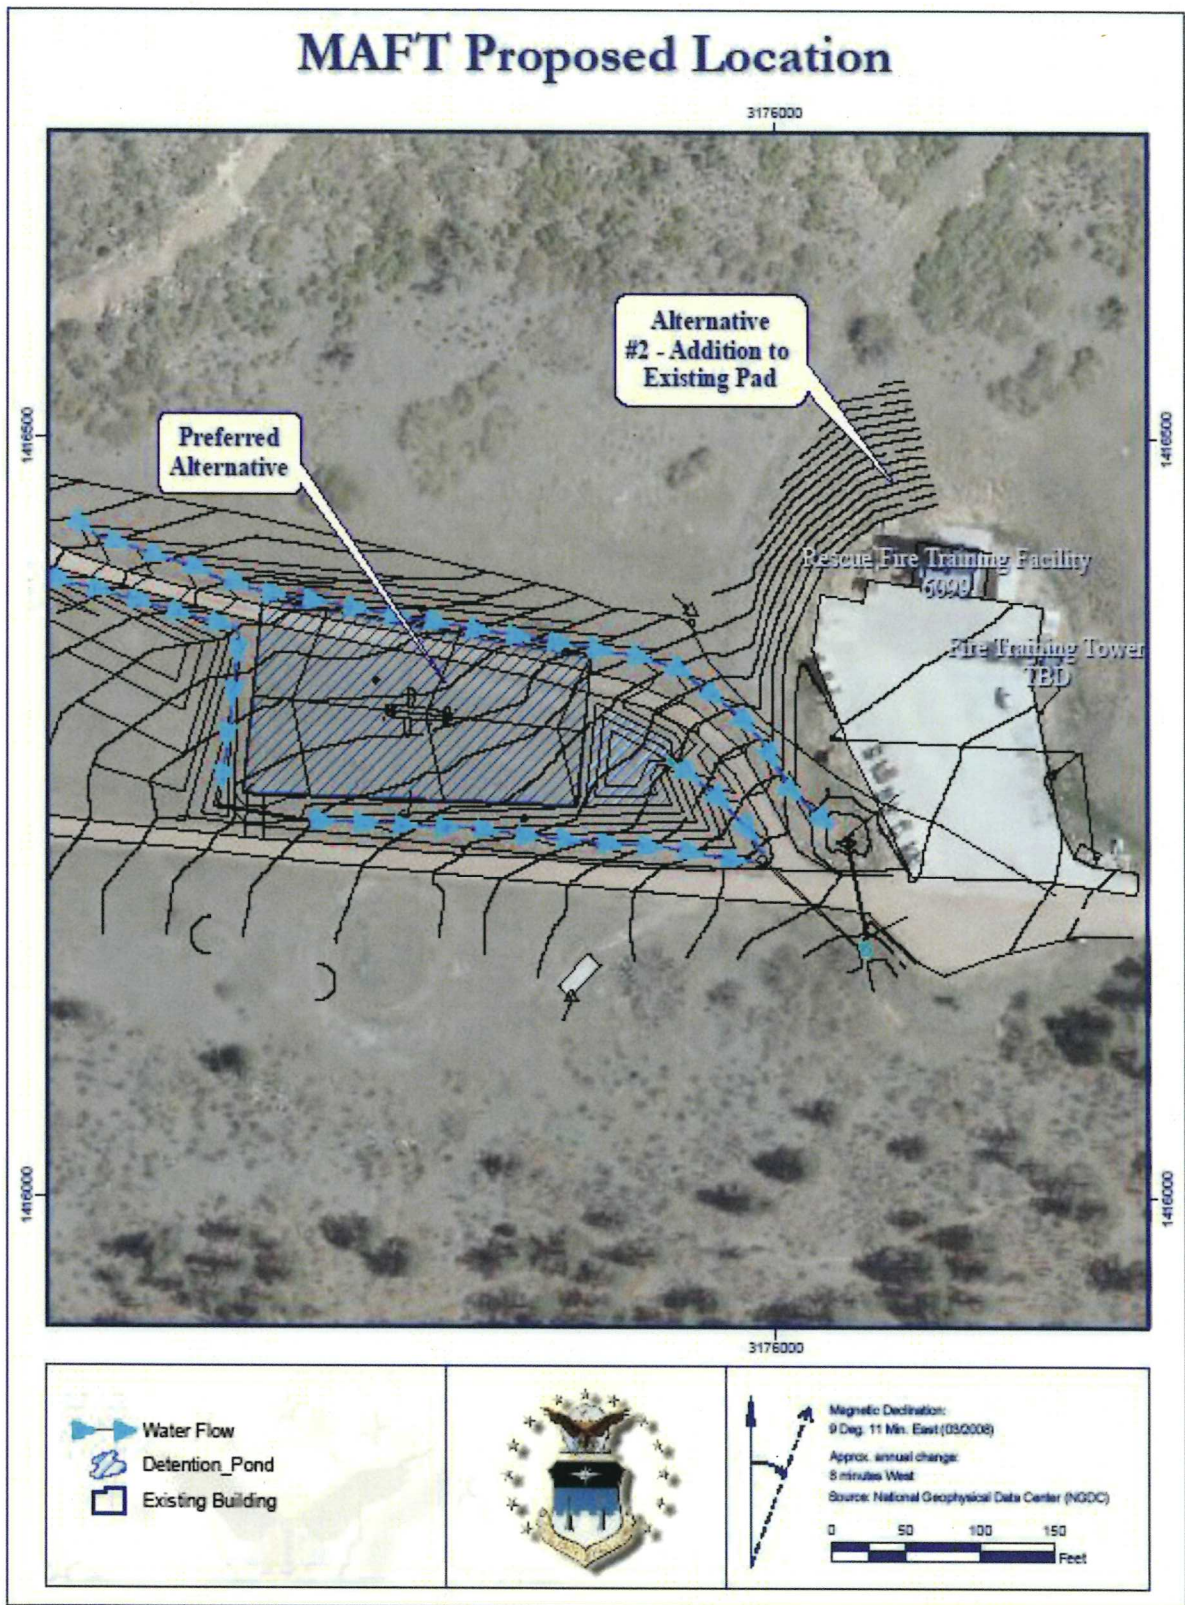 MAFT Proposed Location
3176000
Alternative
#2 - Addition to
Existing Pad
Preferred
Alternative
1416500
1416500
Rescue Fire Training Facility
6099
Fire Training Tower
TBD
1416000
1416000
3176000
Water Flow
Detention_Pond
Existing Building
Magnetic Declination:
9 Deg. 11 Min. East (03/2008)
Approx. annual change:
8 minutes West
Source: National Geophysical Data Center (NGDC)
0 50 100 150
Feet